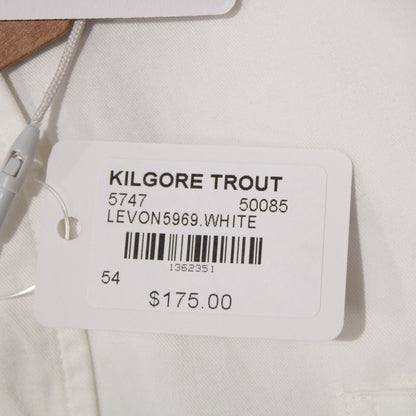 KILGORE TROUT
5747 50085
LEVON5969.WHITE
1362351
54
$175.00